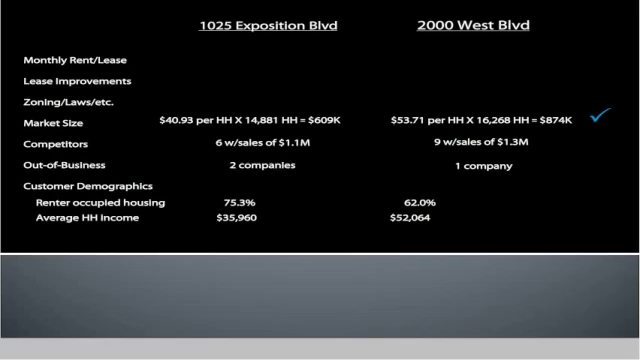 1025 Exposition Blvd 2000 West Blvd
Monthly Rent/Lease
Lease Improvements
Zoning/Laws/etc.
Market Size $40.93 per HH X 14,881 HH = $609K $53.71 per HH X 16,268 HH = $874K
Competitors 6 w/sales of $1.1M 9 w/sales of $1.3M
Out-of-Business 2 companies 1 company
Customer Demographics
Renter occupied housing 75.3% 62.0%
Average HH Income $35,960 $52,064